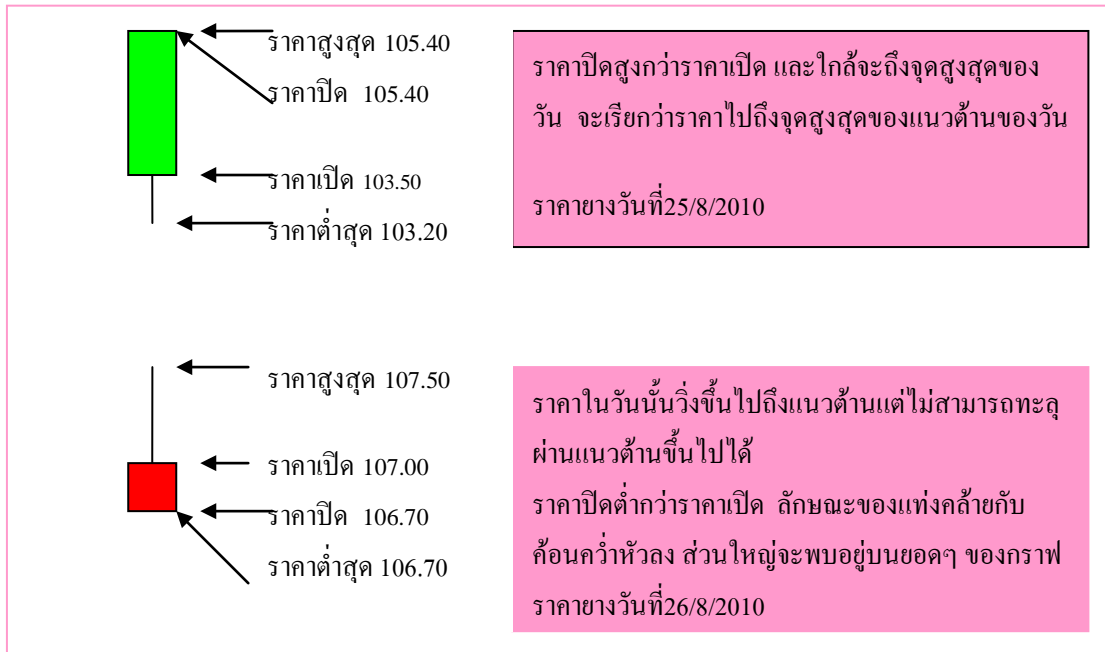 ราคาสูงสุด 105.40
ราคาปิด 105.40
ราคาเปิด 103.50
ราคาต่ำสุด 103.20
ราคาปิดสูงกว่าราคาเปิด และใกล้จะถึงจุดสูงสุดของ
วัน จะเรียกว่าราคาไปถึงจุดสูงสุดของแนวต้านของวัน
ราคายางวันที่25/8/2010
ราคาสูงสุด 107.50
ราคาเปิด 107.00
ราคาปิด 106.70
ราคาต่ำสุด 106.70
ราคาในวันนั้นวิ่งขึ้นไปถึงแนวต้านแต่ไม่สามารถทะลุ
ผ่านแนวต้านขึ้นไปได้
ราคาปิดต่ำกว่าราคาเปิด ลักษณะของแท่งคล้ายกับ
ค้อนคว่ำหัวลง ส่วนใหญ่จะพบอยู่บนยอดๆ ของกราฟ
ราคายางวันที่26/8/2010